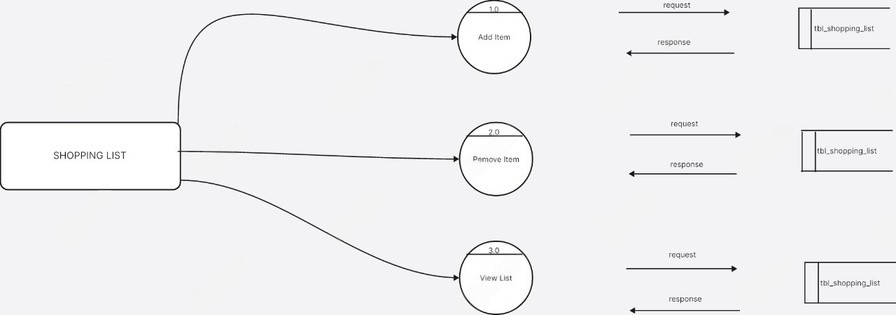 1.0
Add Item
request
response
tbl_shopping_list
SHOPPING LIST
2.0
Pemove Item
request
response
tbl_shopping_list
3.0
View List
request
response
tbl_shopping_list